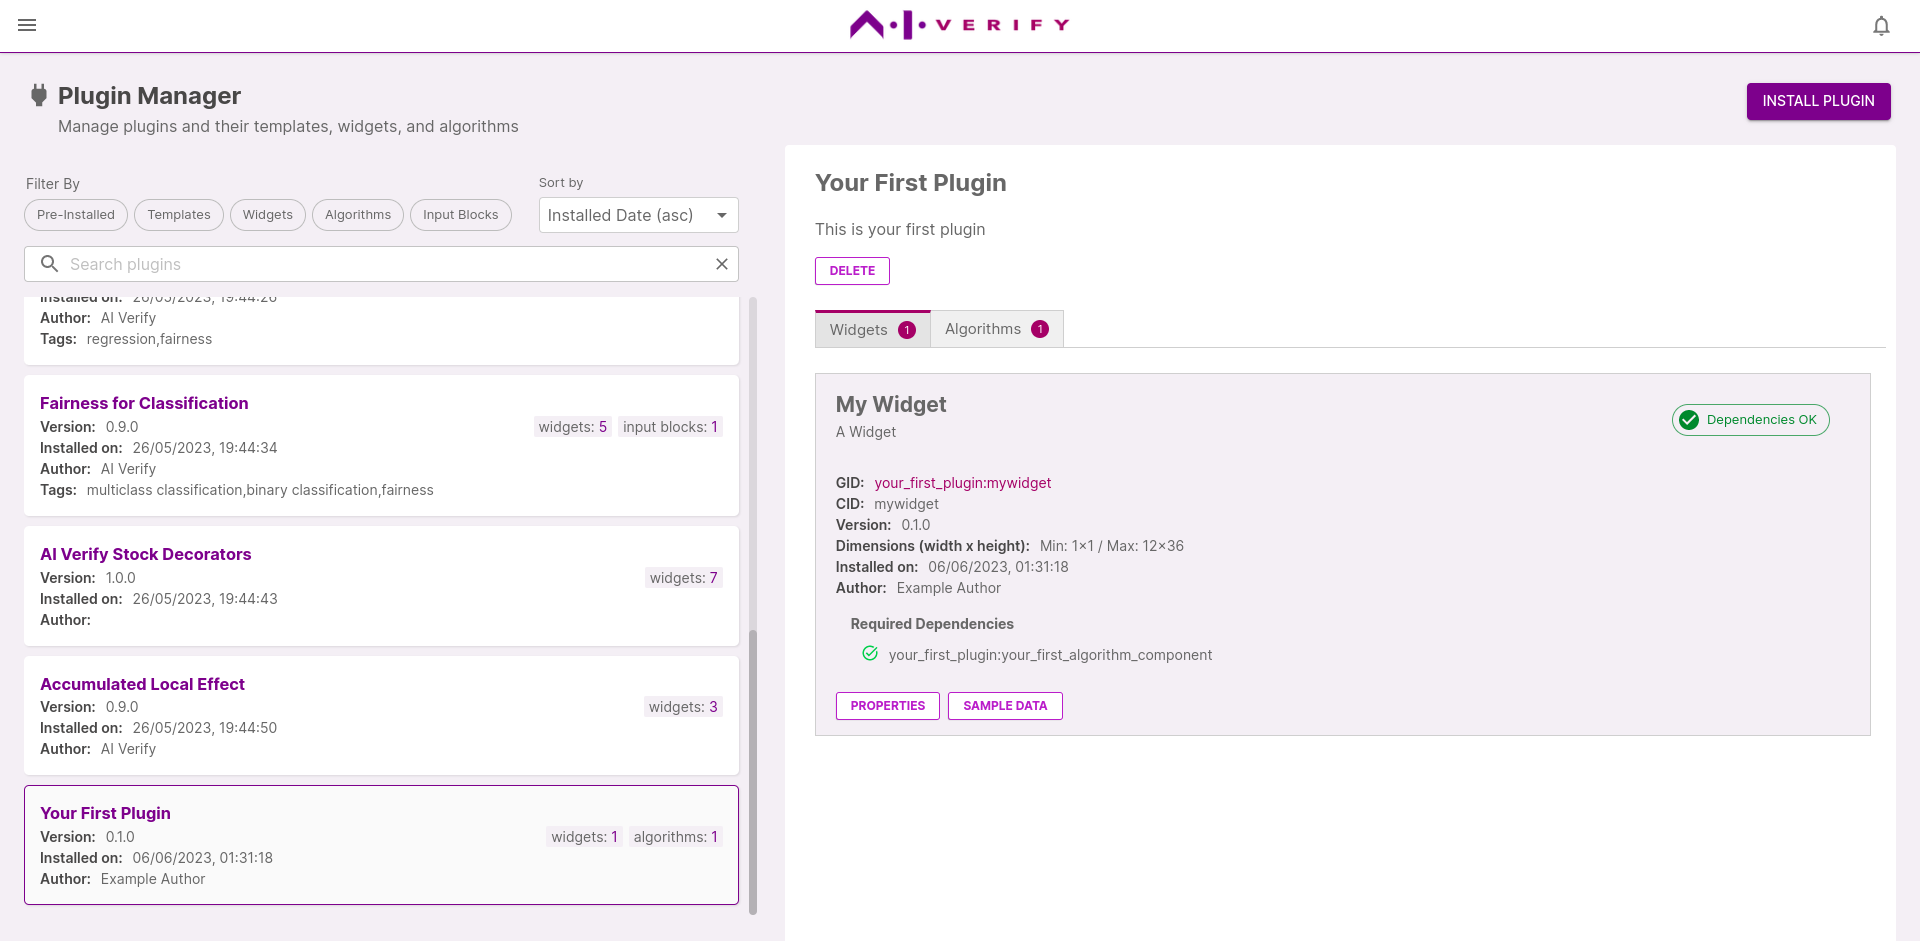 A·I·VERIFY
Plugin Manager
Manage plugins and their templates, widgets, and algorithms
INSTALL PLUGIN
Filter By
Pre-Installed Templates Widgets Algorithms Input Blocks
Sort by
Installed Date (asc)
Search plugins
Installed on: 26/05/2023, 19:44:26
Author: AI Verify
Tags: regression,fairness
Fairness for Classification
Version: 0.9.0
widgets: 5 input blocks: 1
Installed on: 26/05/2023, 19:44:34
Author: AI Verify
Tags: multiclass classification,binary classification,fairness
AI Verify Stock Decorators
Version: 1.0.0
widgets: 7
Installed on: 26/05/2023, 19:44:43
Author:
Accumulated Local Effect
Version: 0.9.0
widgets: 3
Installed on: 26/05/2023, 19:44:50
Author: AI Verify
Your First Plugin
Version: 0.1.0
widgets: 1 algorithms: 1
Installed on: 06/06/2023, 01:31:18
Author: Example Author
Your First Plugin
This is your first plugin
DELETE
Widgets 1 Algorithms 1
My Widget
A Widget
Dependencies OK
GID: your_first_plugin:mywidget
CID: mywidget
Version: 0.1.0
Dimensions (width x height): Min: 1×1 / Max: 12×36
Installed on: 06/06/2023, 01:31:18
Author: Example Author
Required Dependencies
your_first_plugin:your_first_algorithm_component
PROPERTIES SAMPLE DATA